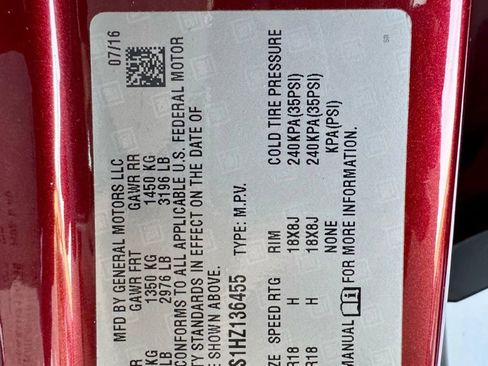 MFD BY GENERAL MOTORS LLC 07/16
GAWR FRT GAWR RR
1350 KG 1450 KG
2976 LB 3196 LB
CONFORMS TO ALL APPLICABLE U.S. FEDERAL MOTOR
TY STANDARDS IN EFFECT ON THE DATE OF
E SHOWN ABOVE.
S1HZ136455 TYPE: M.P.V.
ZE SPEED RTG RIM COLD TIRE PRESSURE
R18 H 18X8J 240KPA(35PSI)
R18 H 18X8J 240KPA(35PSI)
NONE KPA(PSI)
MANUAL FOR MORE INFORMATION.
SR